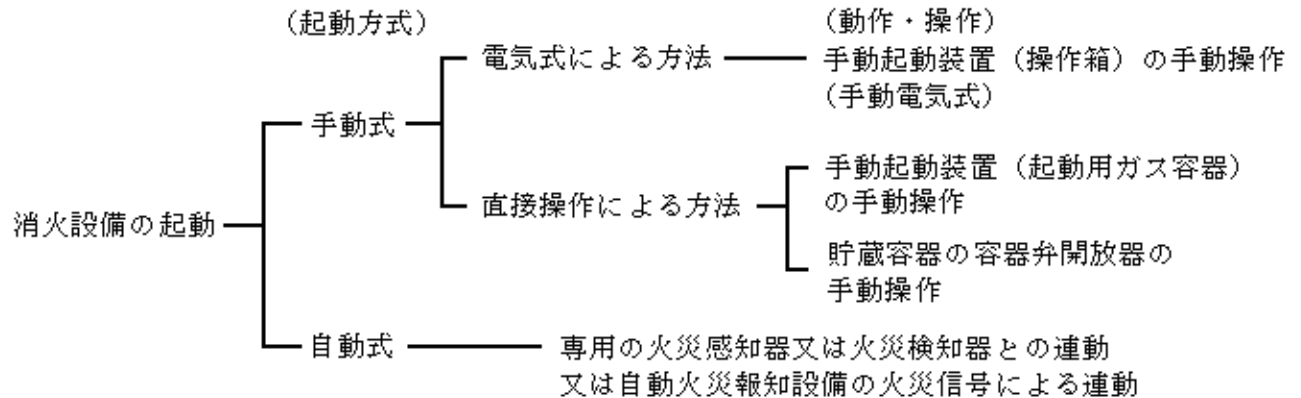 （起動方式）
（動作・操作）
電気式による方法
手動起動装置（操作箱）の手動操作
（手動電気式）
手動式
手動起動装置（起動用ガス容器）
の手動操作
直接操作による方法
消火設備の起動
貯蔵容器の容器弁開放器の
手動操作
自動式
専用の火災感知器又は火災検知器との連動
又は自動火災報知設備の火災信号による連動